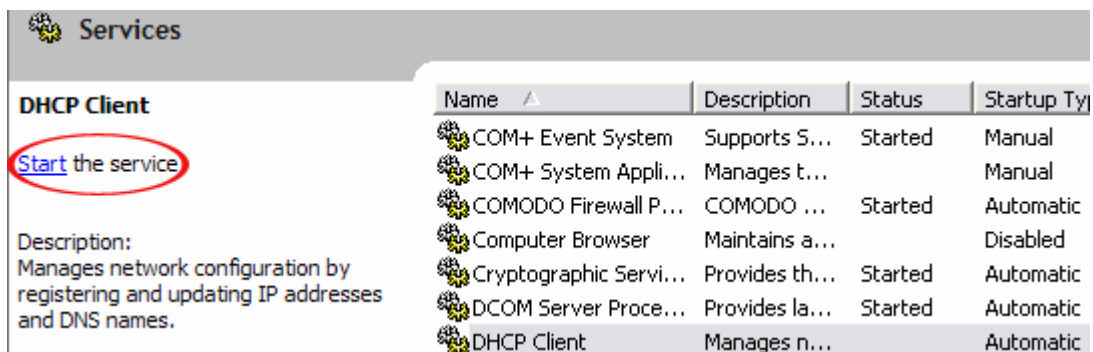 Services
DHCP Client
Start the service
Description:
Manages network configuration by
registering and updating IP addresses
and DNS names.
Name Description Status Startup Ty
COM+ Event System Supports S... Started Manual
COM+ System Appli... Manages t... Manual
COMODO Firewall P... COMODO ... Started Automatic
Computer Browser Maintains a... Disabled
Cryptographic Servi... Provides th... Started Automatic
DCOM Server Proce... Provides la... Started Automatic
DHCP Client Manages n... Automatic